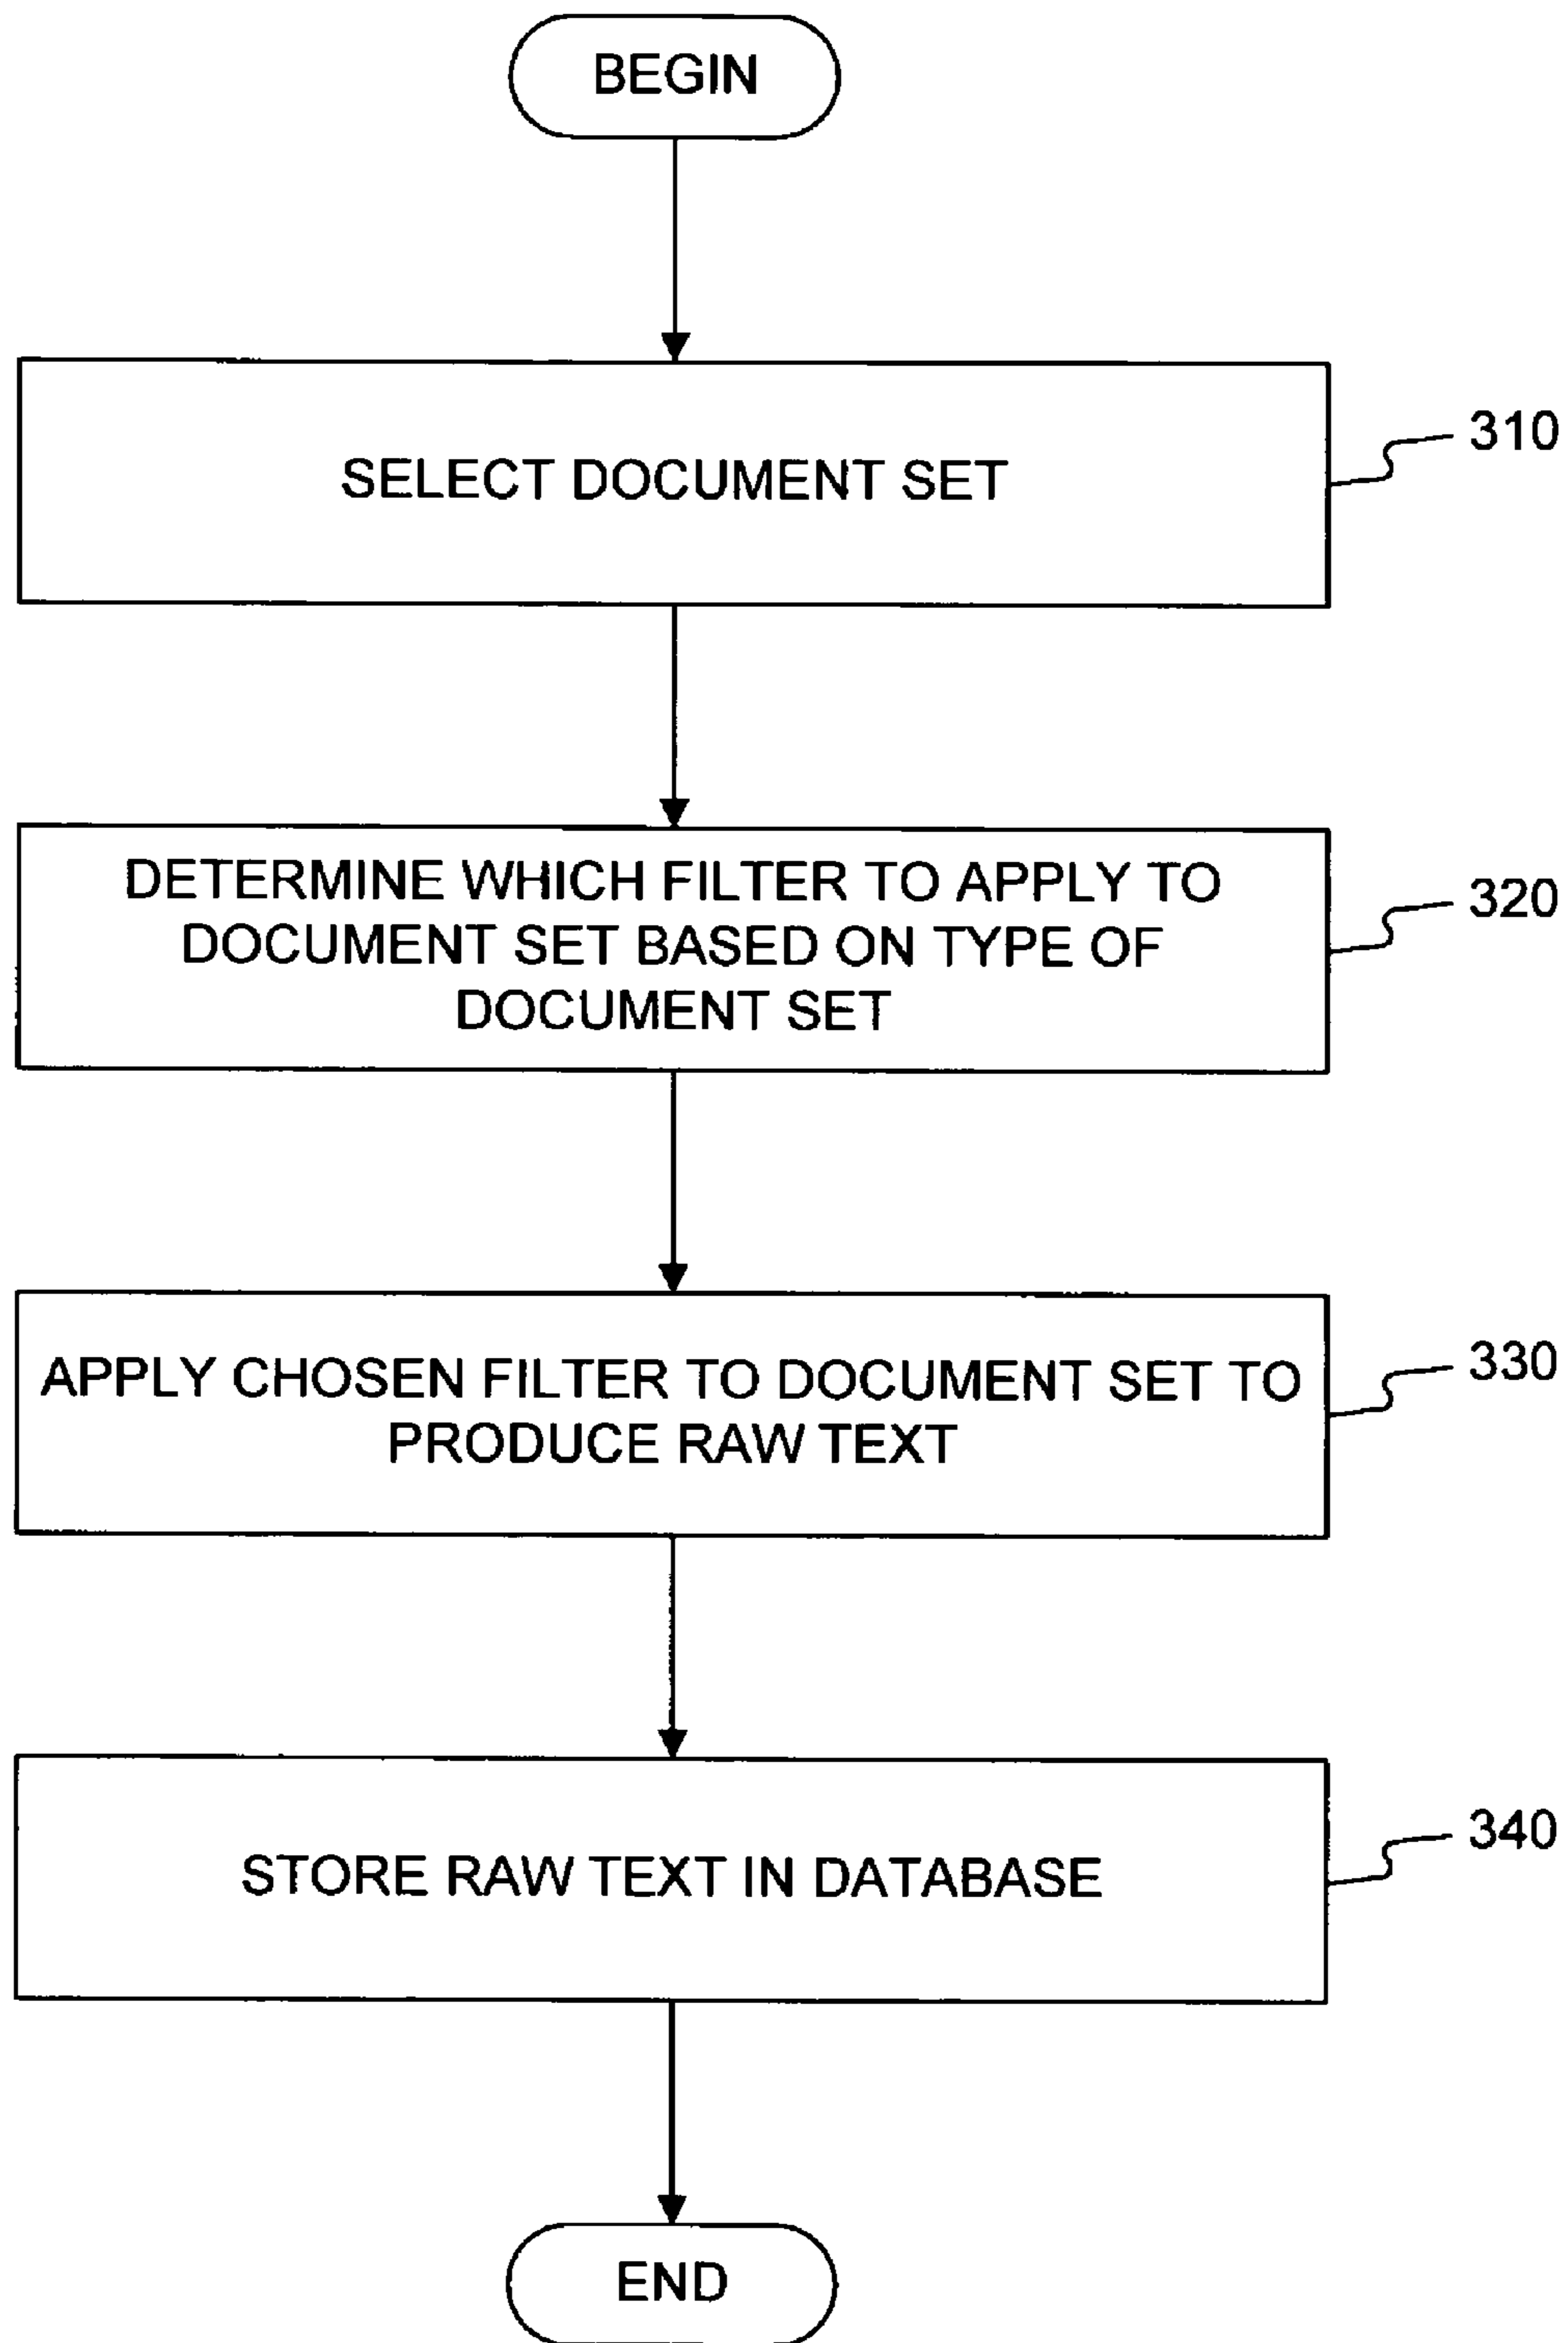 BEGIN
SELECT DOCUMENT SET
310
DETERMINE WHICH FILTER TO APPLY TO
DOCUMENT SET BASED ON TYPE OF
DOCUMENT SET
320
APPLY CHOSEN FILTER TO DOCUMENT SET TO
PRODUCE RAW TEXT
330
STORE RAW TEXT IN DATABASE
340
END